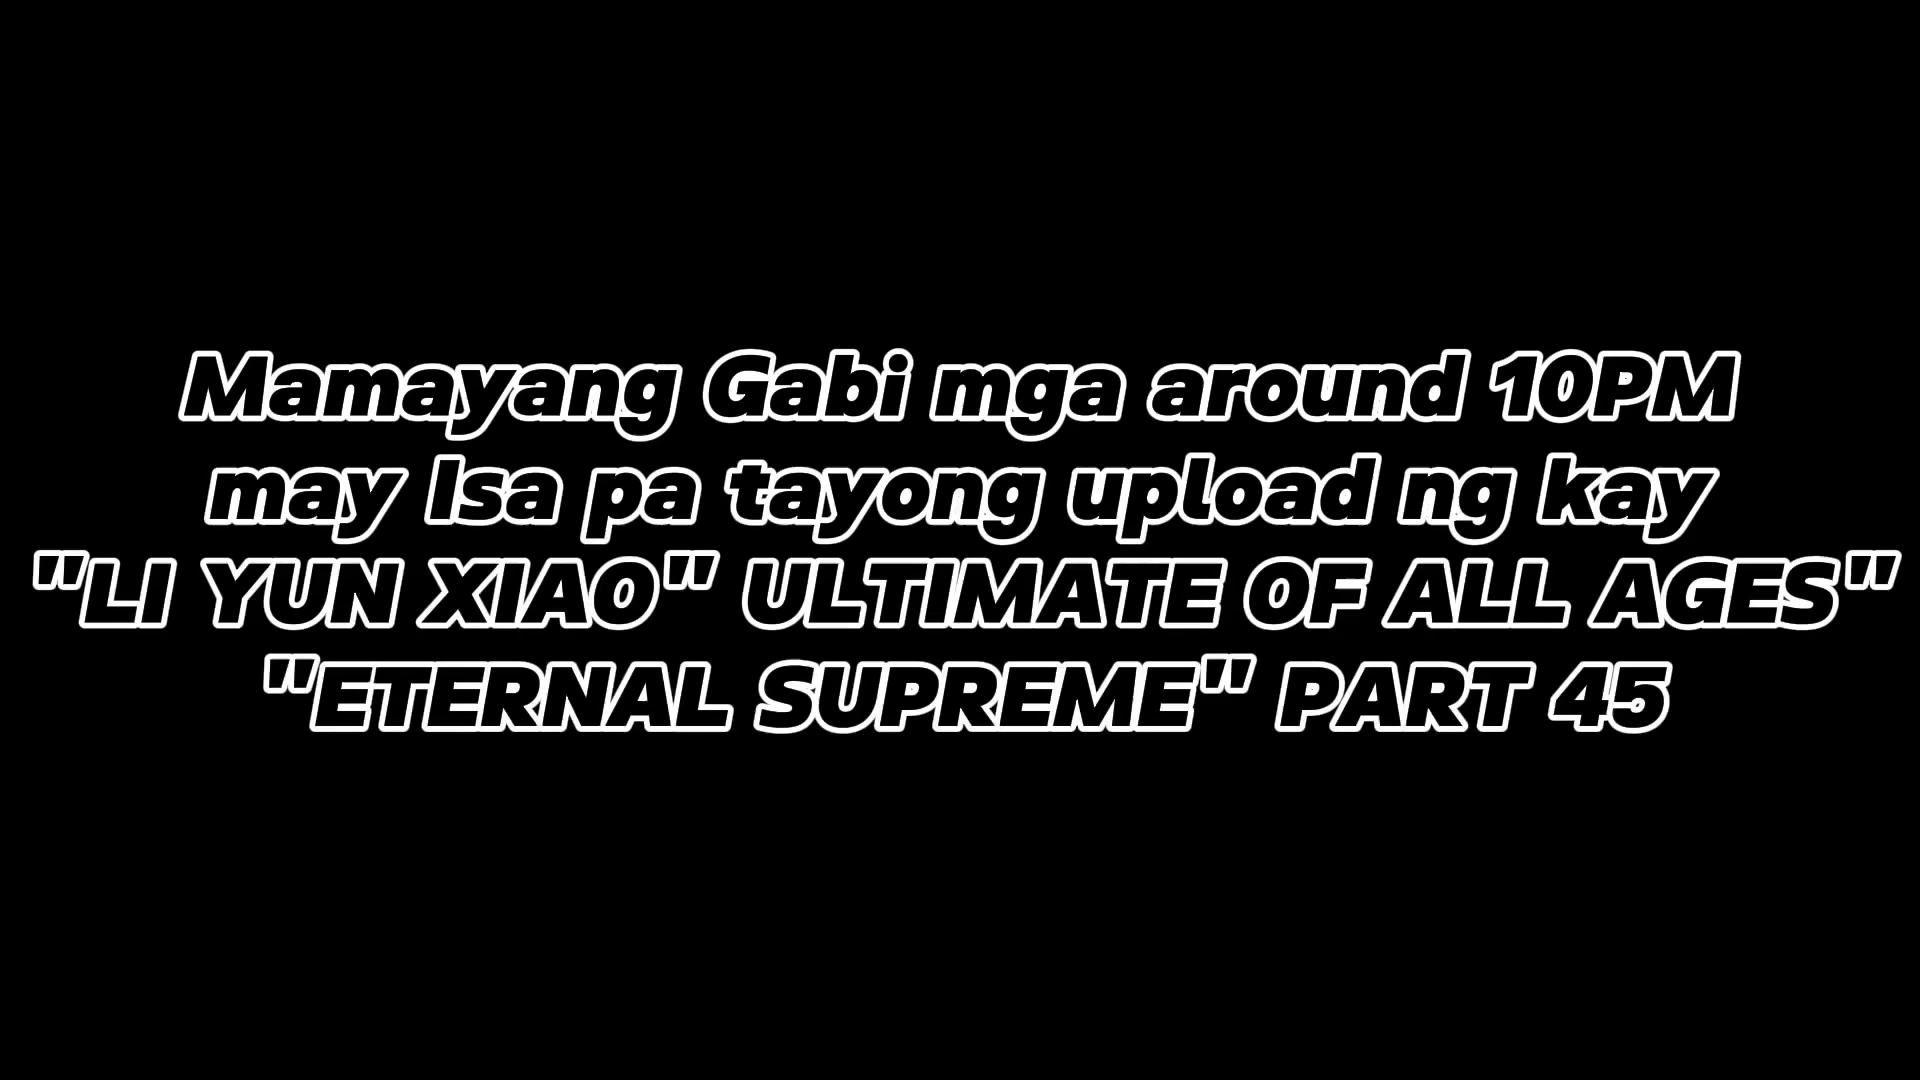 Mamayang Gabi mga around 10PM
may Isa pa tayong upload ng kay
"LI YUN XIAO" ULTIMATE OF ALL AGES"
"ETERNAL SUPREME" PART 45